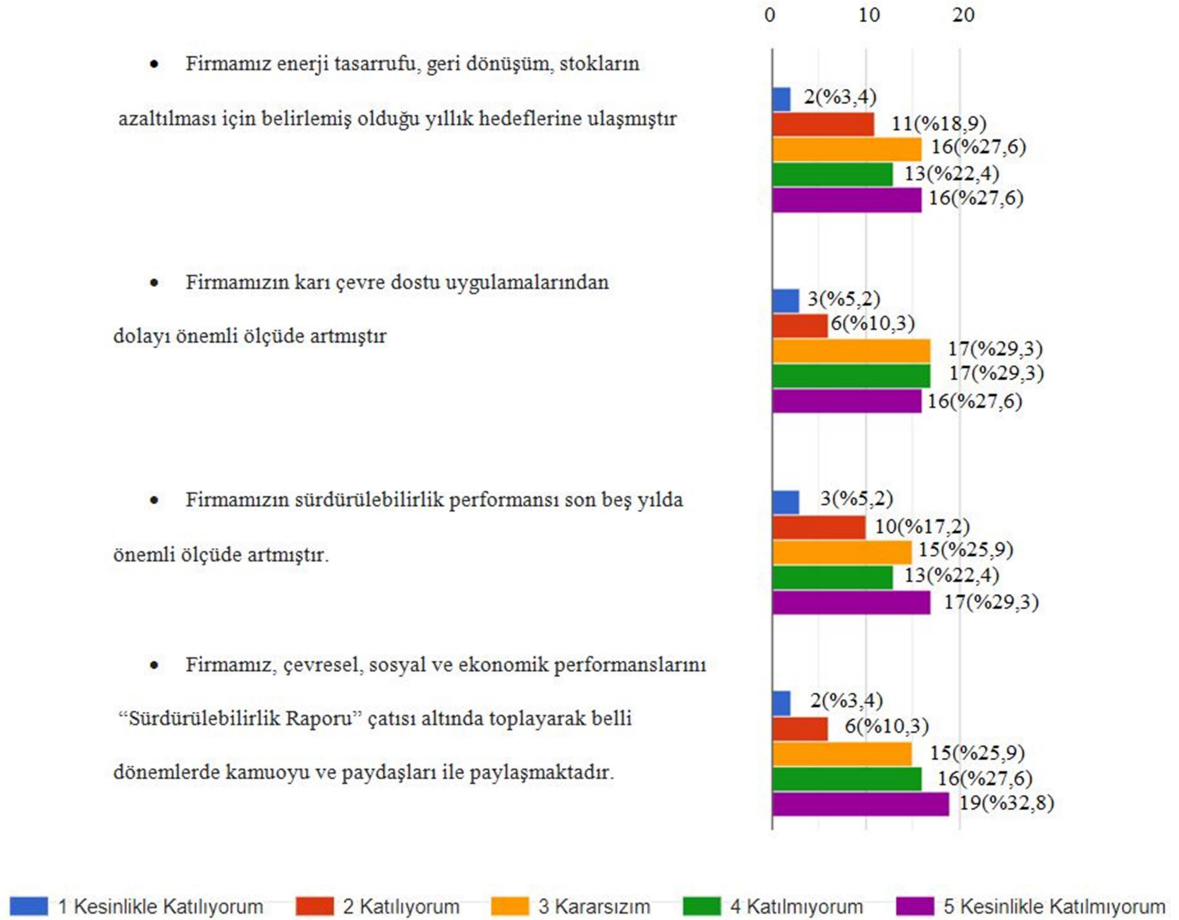 0 10 20
• Firmamız enerji tasarrufu, geri dönüşüm, stokların
azaltılması için belirlemiş olduğu yıllık hedeflerine ulaşmıştır
2(%3,4)
11(%18,9)
16(%27,6)
13(%22,4)
16(%27,6)
• Firmamızın karı çevre dostu uygulamalarından
dolayı önemli ölçüde artmıştır
3(%5,2)
6(%10,3)
17(%29,3)
17(%29,3)
16(%27,6)
• Firmamızın sürdürülebilirlik performansı son beş yılda
önemli ölçüde artmıştır.
3(%5,2)
10(%17,2)
15(%25,9)
13(%22,4)
17(%29,3)
• Firmamız, çevresel, sosyal ve ekonomik performanslarını
“Sürdürülebilirlik Raporu” çatısı altında toplayarak belli
dönemlerde kamuoyu ve paydaşları ile paylaşmaktadır.
2(%3,4)
6(%10,3)
15(%25,9)
16(%27,6)
19(%32,8)
1 Kesinlikle Katılıyorum 2 Katılıyorum 3 Kararsızım 4 Katılmıyorum 5 Kesinlikle Katılmıyorum